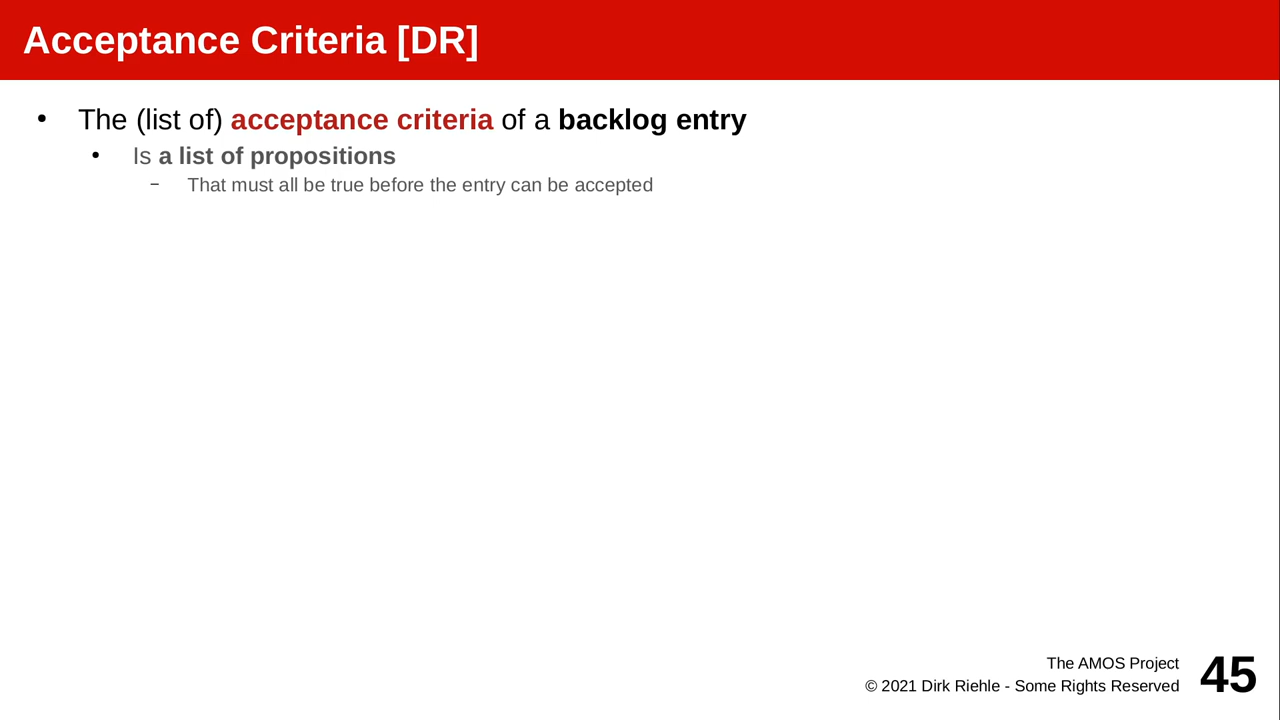 Acceptance Criteria [DR]
• The (list of) acceptance criteria of a backlog entry
• Is a list of propositions
– That must all be true before the entry can be accepted
The AMOS Project
© 2021 Dirk Riehle - Some Rights Reserved
45